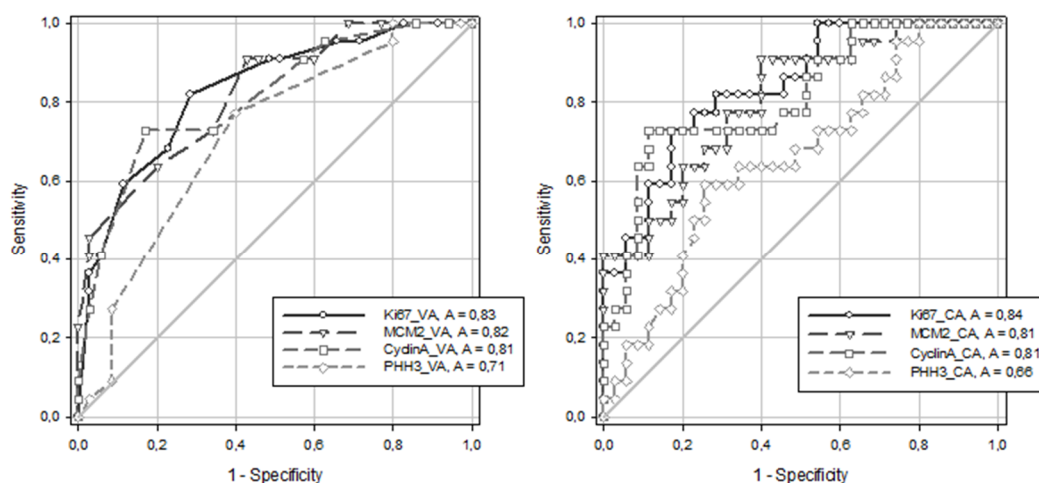 1,0
0,8
0,6
0,4
0,2
0,0
Sensitivity
0,0 0,2 0,4 0,6 0,8 1,0
1 - Specificity
Ki67_VA, A = 0,83
MCM2_VA, A = 0,82
CyclinA_VA, A = 0,81
PHH3_VA, A = 0,71
1,0
0,8
0,6
0,4
0,2
0,0
Sensitivity
0,0 0,2 0,4 0,6 0,8 1,0
1 - Specificity
Ki67_CA, A = 0,84
MCM2_CA, A = 0,81
CyclinA_CA, A = 0,81
PHH3_CA, A = 0,66